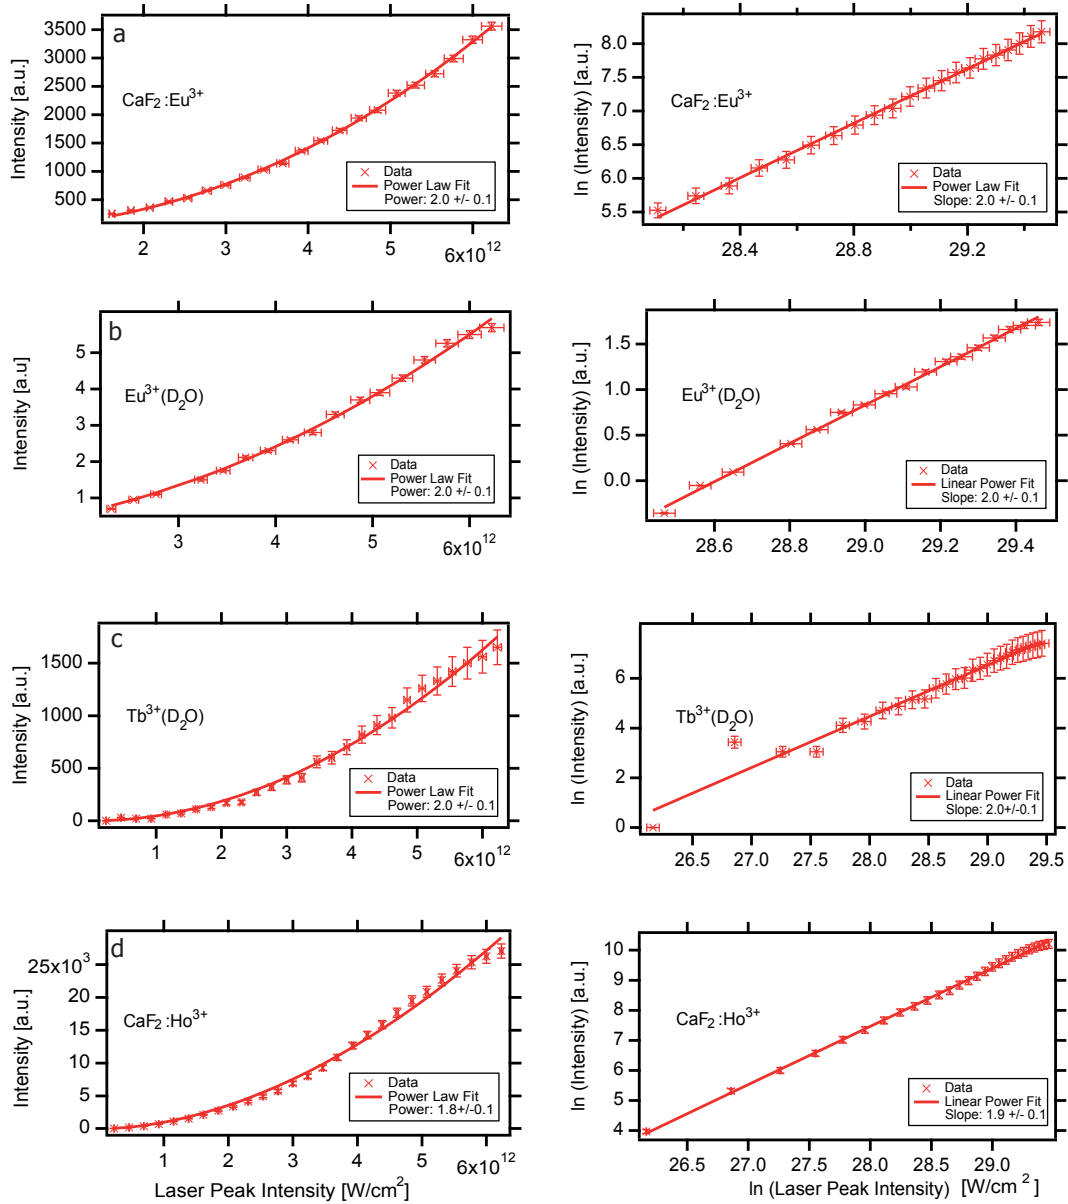 a
Intensity [a.u.]
3500
3000
2500
2000
1500
1000
500
CaF2 :Eu3+
Data
Power Law Fit
Power: 2.0 +/- 0.1
2
3
4
5
6x10^12
ln (Intensity) [a.u.]
8.0
7.5
7.0
6.5
6.0
5.5
CaF2 :Eu3+
Data
Power Law Fit
Slope: 2.0 +/- 0.1
28.4
28.8
29.2
b
Intensity [a.u]
5
4
3
2
1
Eu3+(D2O)
Data
Power Law Fit
Power: 2.0 +/- 0.1
3
4
5
6x10^12
ln (Intensity) [a.u.]
1.5
1.0
0.5
0.0
Eu3+(D2O)
Data
Linear Power Fit
Slope: 2.0 +/- 0.1
28.6
28.8
29.0
29.2
29.4
c
Intensity [a.u.]
1500
1000
500
0
Tb3+(D2O)
Data
Power Law Fit
Power: 2.0 +/- 0.1
1
2
3
4
5
6x10^12
ln (Intensity) [a.u.]
6
4
2
0
Tb3+(D2O)
Data
Linear Power Fit
Slope: 2.0+/-0.1
26.5
27.0
27.5
28.0
28.5
29.0
29.5
d
Intensity [a.u.]
25x10^3
20
15
10
5
0
CaF2 :Ho3+
Data
Power Law Fit
Power: 1.8+/-0.1
1
2
3
4
5
6x10^12
Laser Peak Intensity [W/cm2]
ln (Intensity) [a.u.]
10
9
8
7
6
5
4
CaF2 :Ho3+
Data
Linear Power Fit
Slope: 1.9 +/- 0.1
26.5
27.0
27.5
28.0
28.5
29.0
ln (Laser Peak Intensity) [W/cm 2 ]